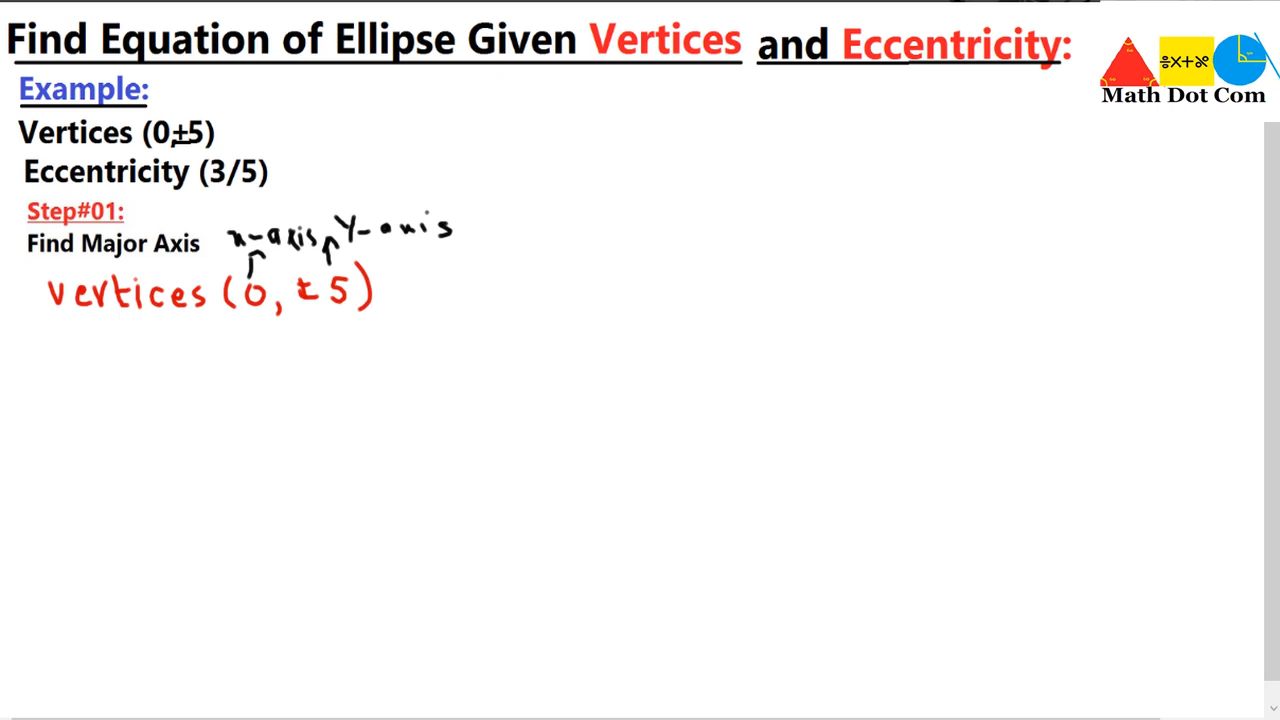 Find Equation of Ellipse Given Vertices and Eccentricity:
÷X+%
Math Dot Com
Example:
Vertices (0,±5)
Eccentricity (3/5)
Step#01:
Find Major Axis x-axis, Y-axis
vertices (0, ±5)